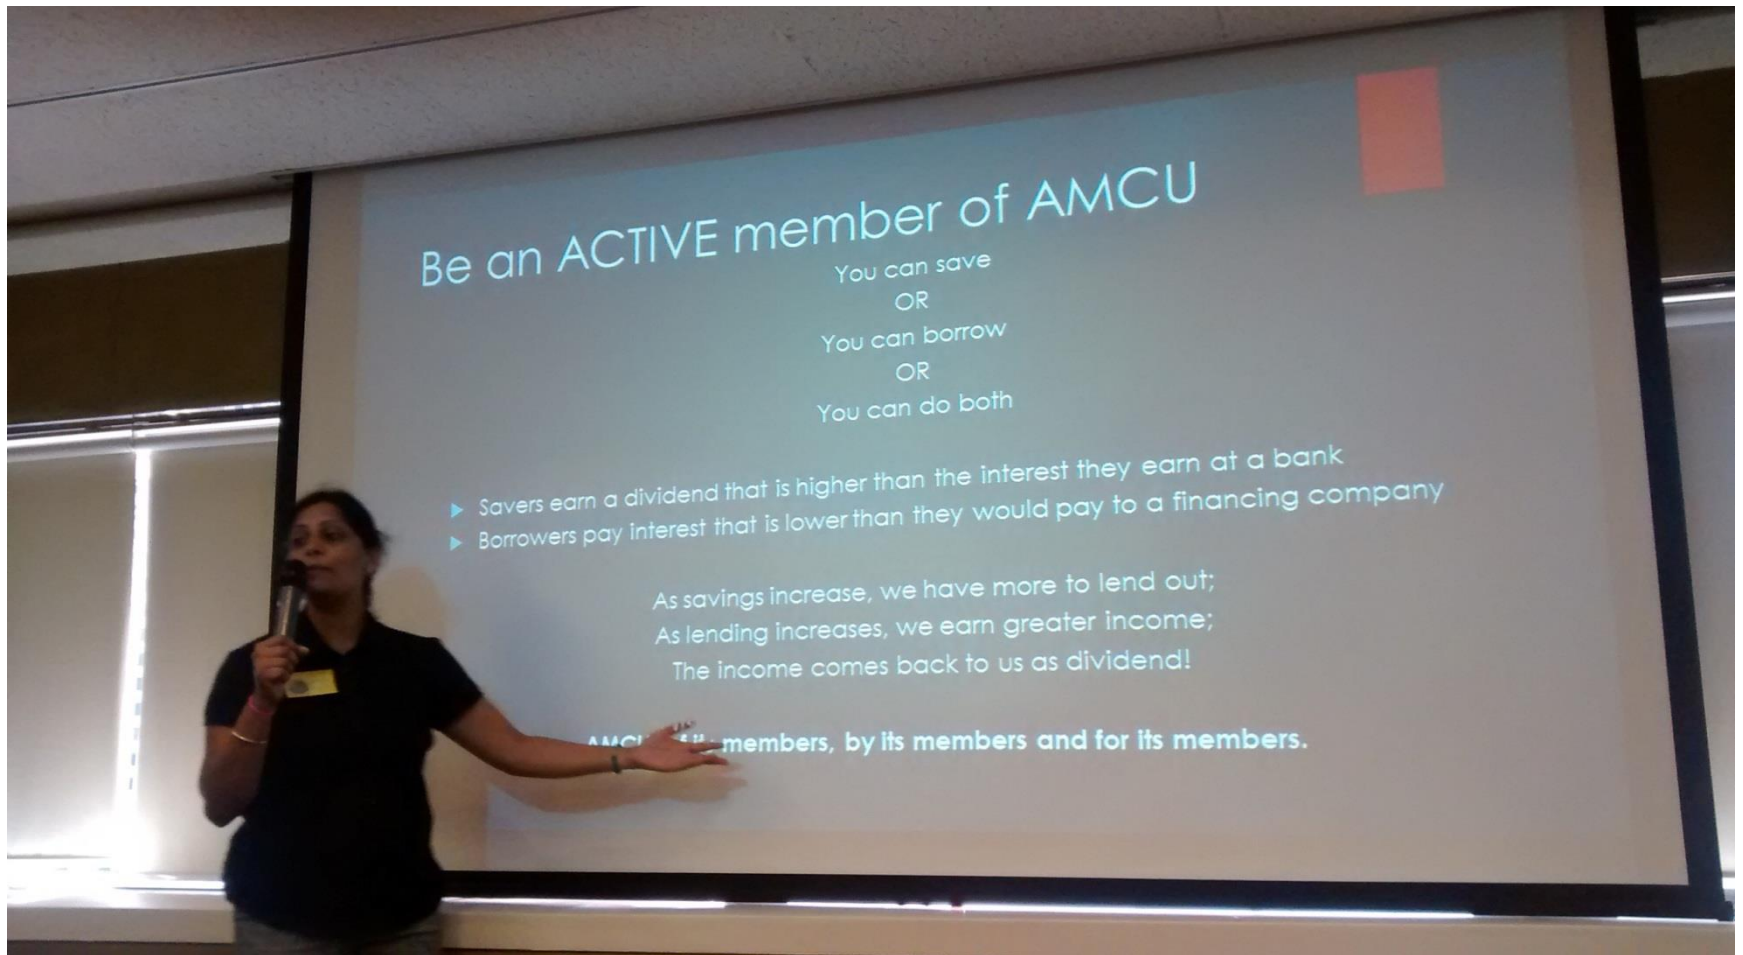 Be an ACTIVE member of AMCU
You can save
OR
You can borrow
OR
You can do both
Savers earn a dividend that is higher than the interest they earn at a bank
Borrowers pay interest that is lower than they would pay to a financing company
As savings increase, we have more to lend out;
As lending increases, we earn greater income;
The income comes back to us as dividend!
members, by its members and for its members.